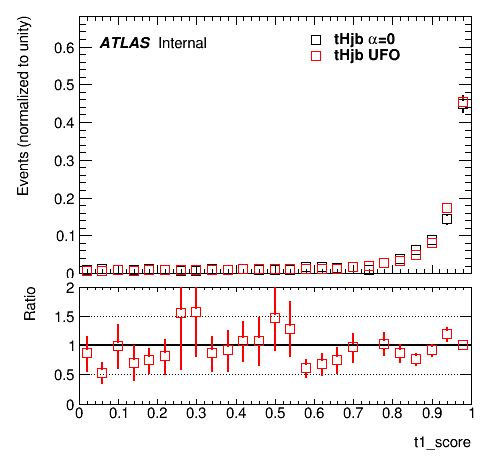 ATLAS Internal
tHjb α=0
tHjb UFO
Events (normalized to unity)
0.6
0.5
0.4
0.3
0.2
0.1
0
Ratio
2
1.5
1
0.5
0
0 0.1 0.2 0.3 0.4 0.5 0.6 0.7 0.8 0.9 1
t1_score